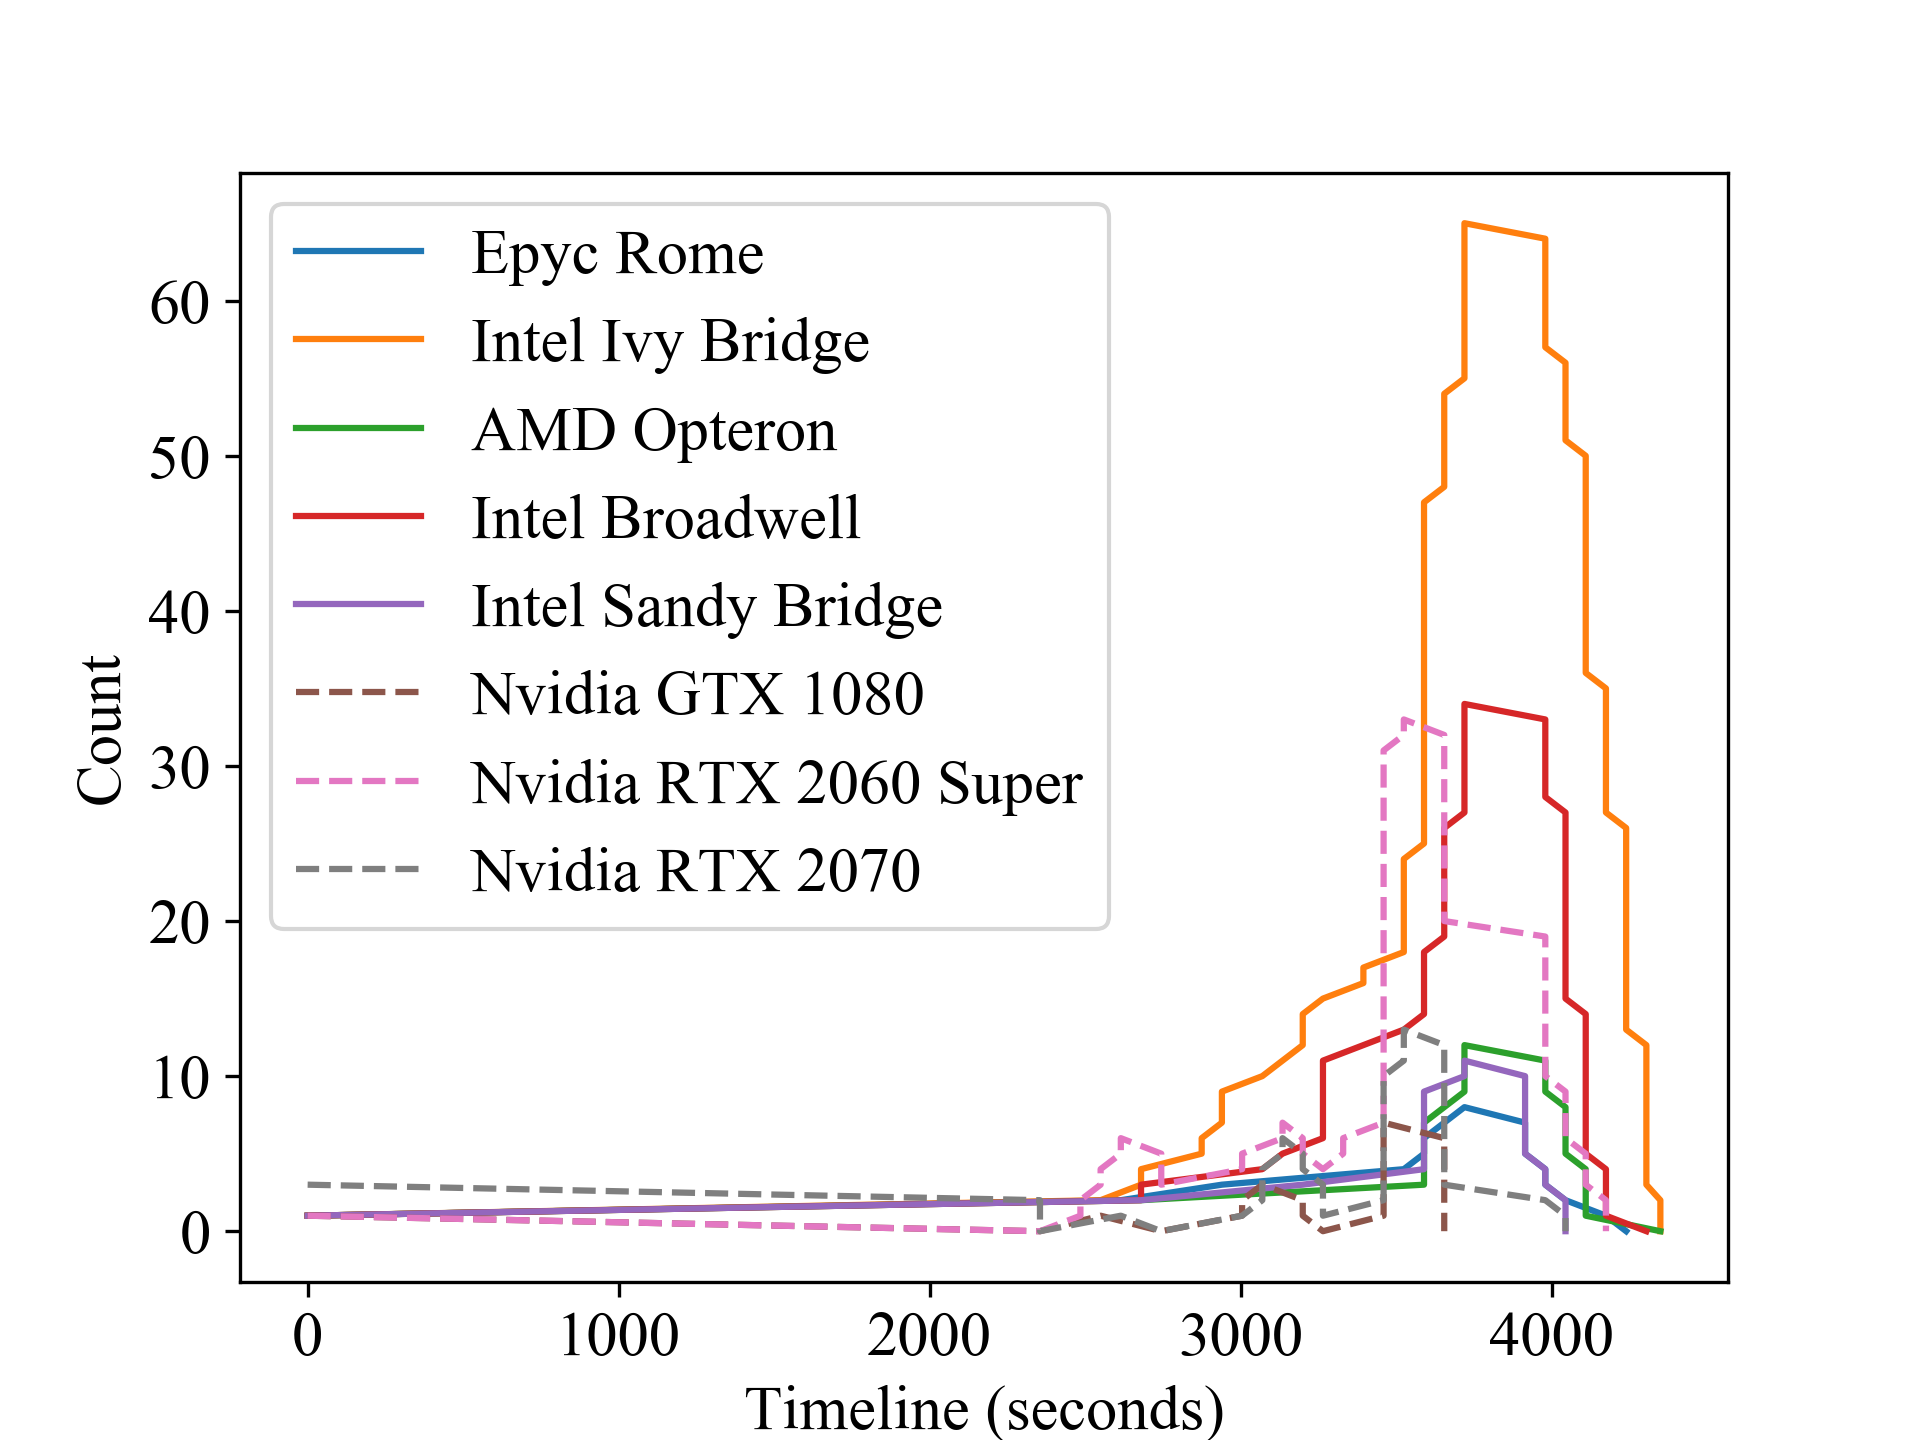 Epyc Rome
Intel Ivy Bridge
AMD Opteron
Intel Broadwell
Intel Sandy Bridge
Nvidia GTX 1080
Nvidia RTX 2060 Super
Nvidia RTX 2070
60
50
40
30
20
10
0
Count
0 1000 2000 3000 4000
Timeline (seconds)